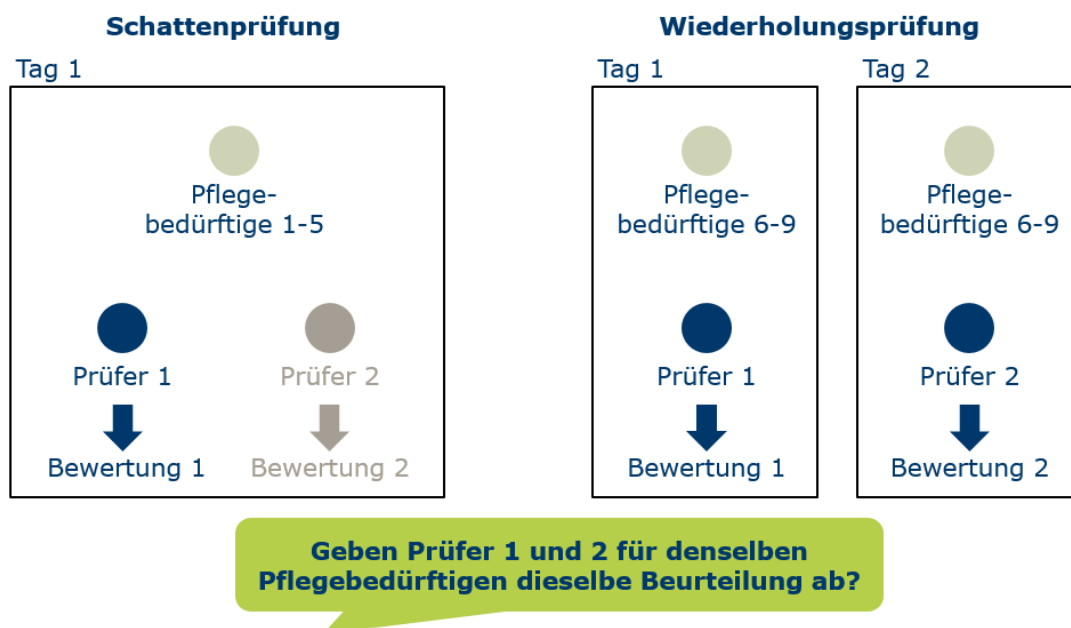 Schattenprüfung
Tag 1
Pflege-
bedürftige 1-5
Prüfer 1
Prüfer 2
Bewertung 1
Bewertung 2
Wiederholungsprüfung
Tag 1
Pflege-
bedürftige 6-9
Prüfer 1
Bewertung 1
Tag 2
Pflege-
bedürftige 6-9
Prüfer 2
Bewertung 2
Geben Prüfer 1 und 2 für denselben
Pflegebedürftigen dieselbe Beurteilung ab?